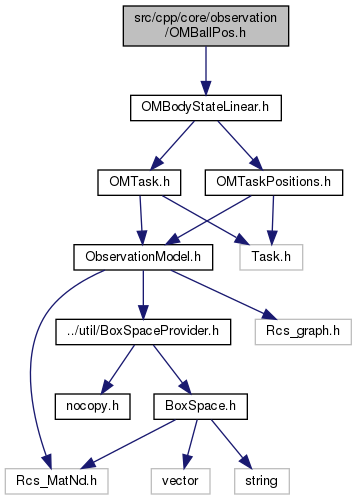 src/cpp/core/observation
/OMBallPos.h
OMBodyStateLinear.h
OMTask.h
OMTaskPositions.h
ObservationModel.h
Task.h
../util/BoxSpaceProvider.h
Rcs_graph.h
nocopy.h
BoxSpace.h
Rcs_MatNd.h
vector
string